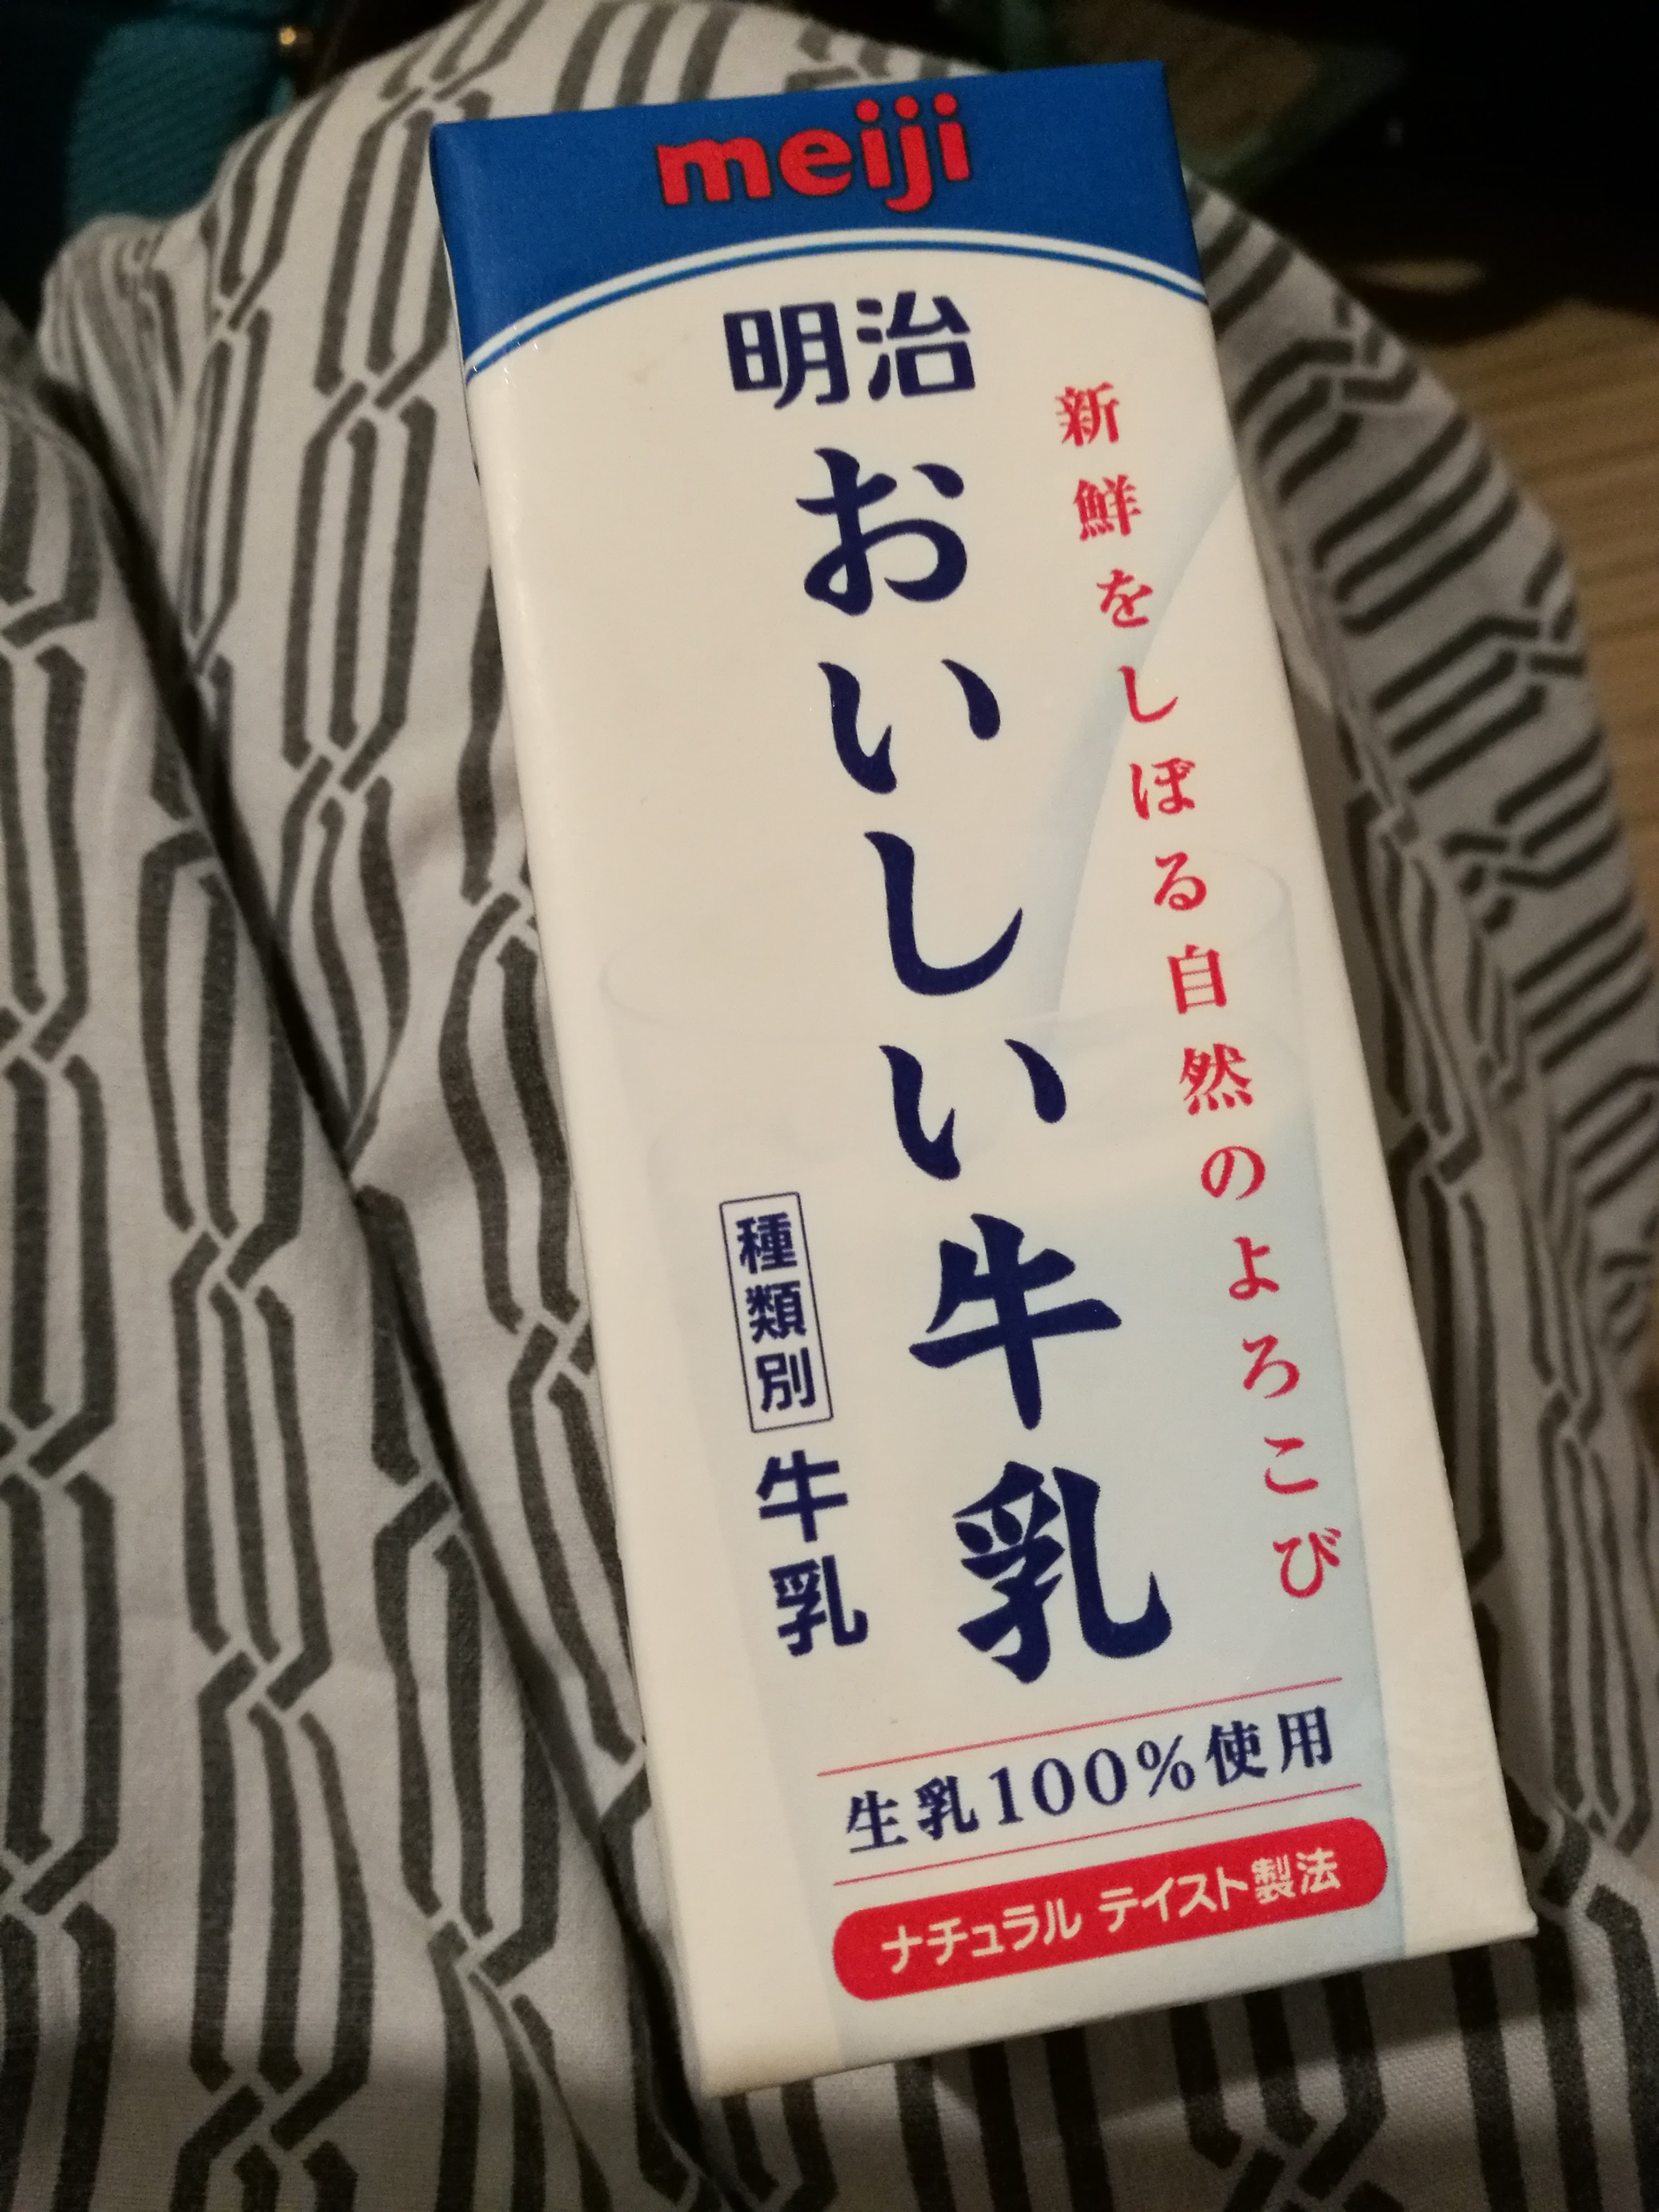 meiji
明治
新鮮をしぼる自然のよろこび
おいしい牛乳
種類別 牛乳
生乳100%使用
ナチュラル テイスト製法